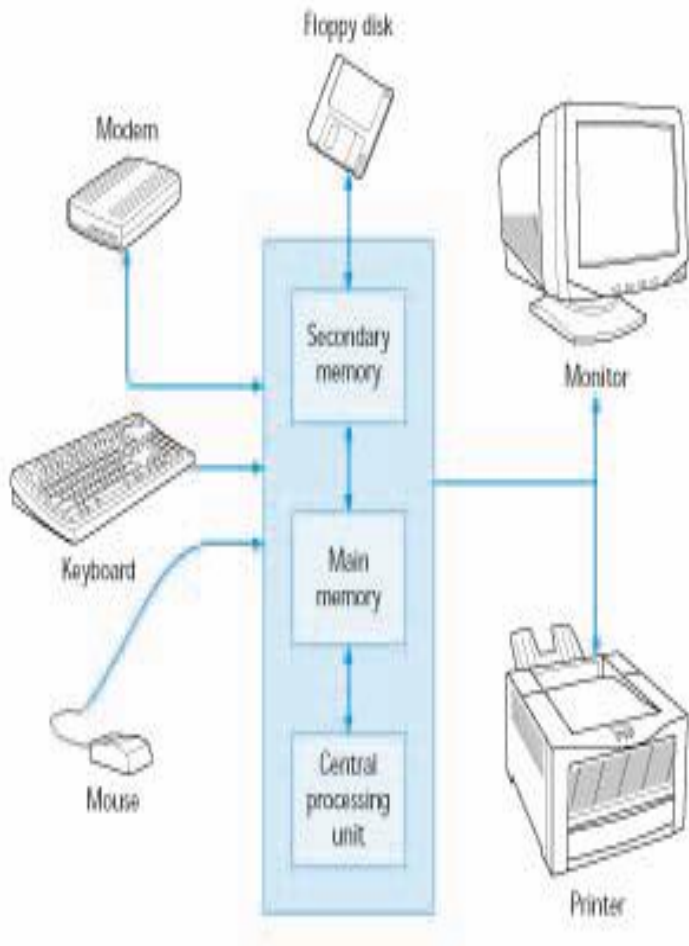 Floppy disk
Modem
Secondary
memory
Monitor
Keyboard
Main
memory
Mouse
Central
processing
unit
Printer